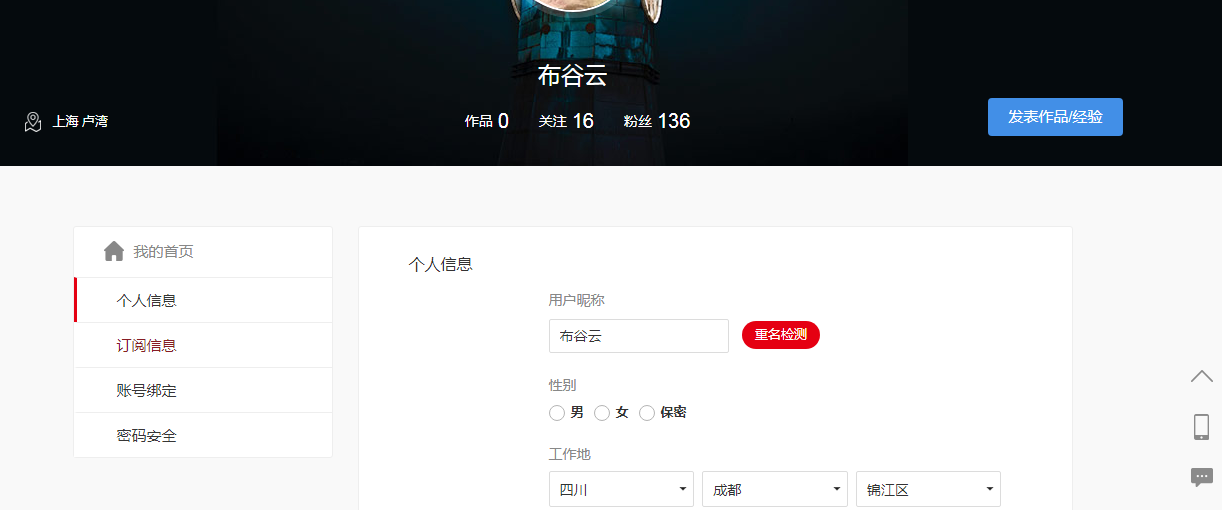 布谷云
上海 卢湾
作品 0 关注 16 粉丝 136
发表作品/经验
我的首页
个人信息
订阅信息
账号绑定
密码安全
个人信息
用户昵称
布谷云 重名检测
性别
男 女 保密
工作地
四川 成都 锦江区